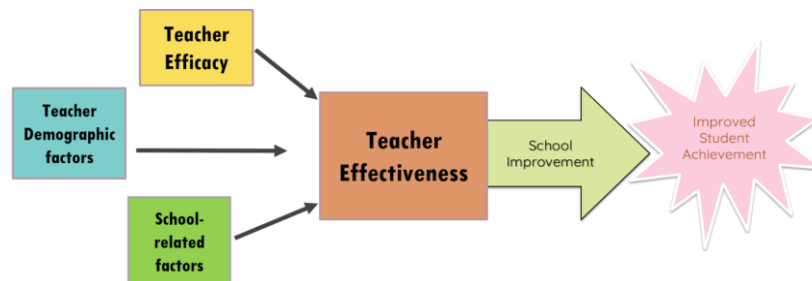 Teacher
Efficacy
Teacher
Demographic
factors
School-
related
factors
Teacher
Effectiveness
School
Improvement
Improved
Student
Achievement